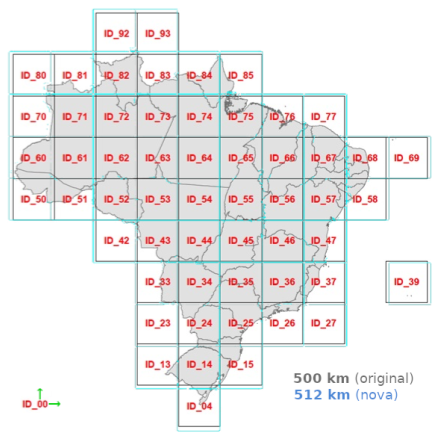 ID_92 ID_93
ID_80 ID_81 ID_82 ID_83 ID_84 ID_85
ID_70 ID_71 ID_72 ID_73 ID_74 ID_75 ID_76 ID_77
ID_60 ID_61 ID_62 ID_63 ID_64 ID_65 ID_66 ID_67 ID_68 ID_69
ID_50 ID_51 ID_52 ID_53 ID_54 ID_55 ID_56 ID_57 ID_58
ID_42 ID_43 ID_44 ID_45 ID_46 ID_47
ID_33 ID_34 ID_35 ID_36 ID_37 ID_39
ID_23 ID_24 ID_25 ID_26 ID_27
ID_13 ID_14 ID_15
500 km (original)
512 km (nova)
ID_00 ID_04